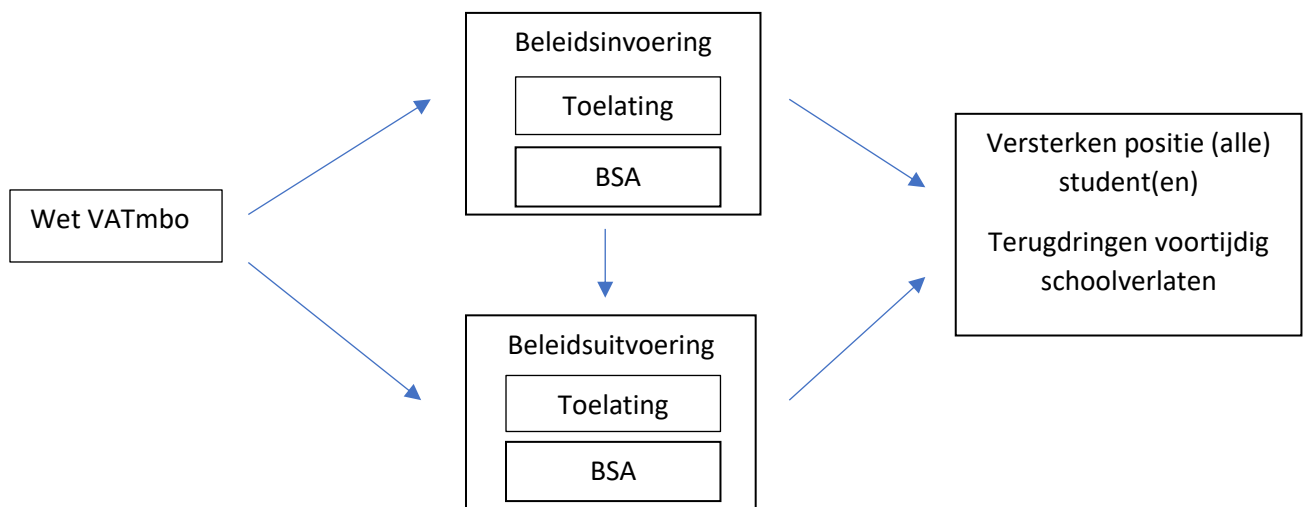 Wet VATmbo
Beleidsinvoering
Toelating
BSA
Beleidsuitvoering
Toelating
BSA
Versterken positie (alle)
student(en)
Terugdringen voortijdig
schoolverlaten